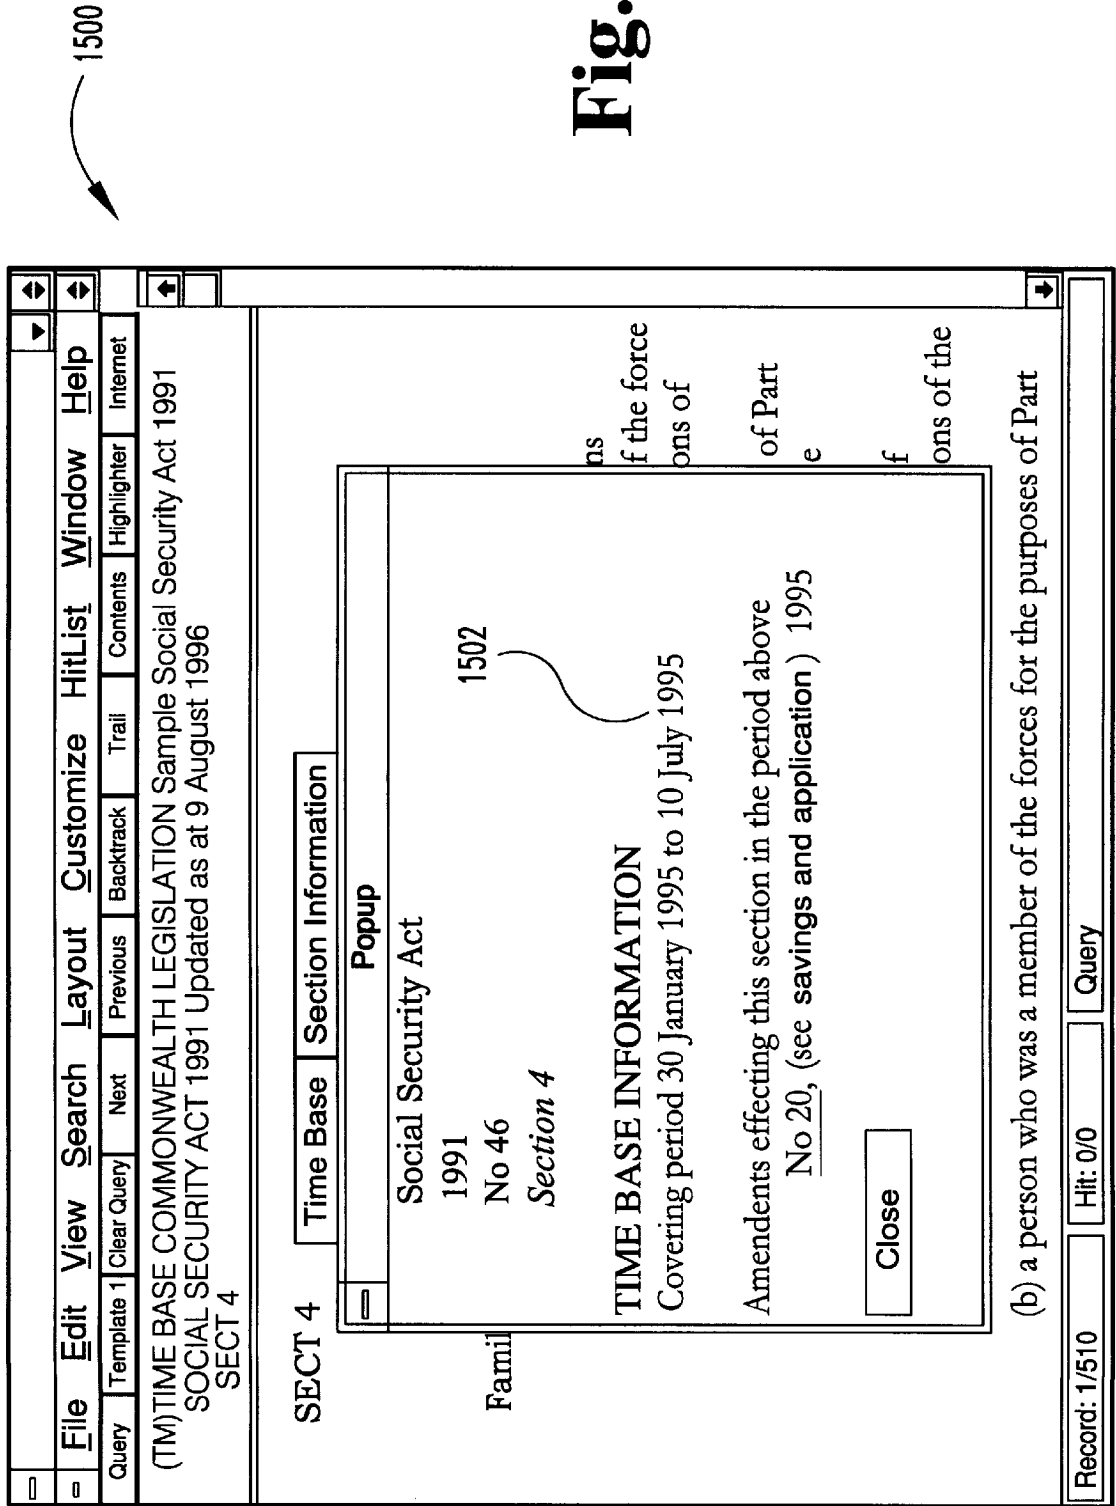 1500
File Edit View Search Layout Customize HitList Window Help
Query Template 1 Clear Query Next Previous Backtrack Trail Contents Highlighter Internet
(TM)TIME BASE COMMONWEALTH LEGISLATION Sample Social Security Act 1991
SOCIAL SECURITY ACT 1991 Updated as at 9 August 1996
SECT 4
SECT 4
Time Base Section Information
Popup
Social Security Act
1991
No 46
Section 4
Famil
1502
TIME BASE INFORMATION
Covering period 30 January 1995 to 10 July 1995
Amendents effecting this section in the period above
No 20, (see savings and application ) 1995
Close
ns
f the force
ons of
of Part
e
f
ons of the
(b) a person who was a member of the forces for the purposes of Part
Record: 1/510 Hit: 0/0 Query
Fig.